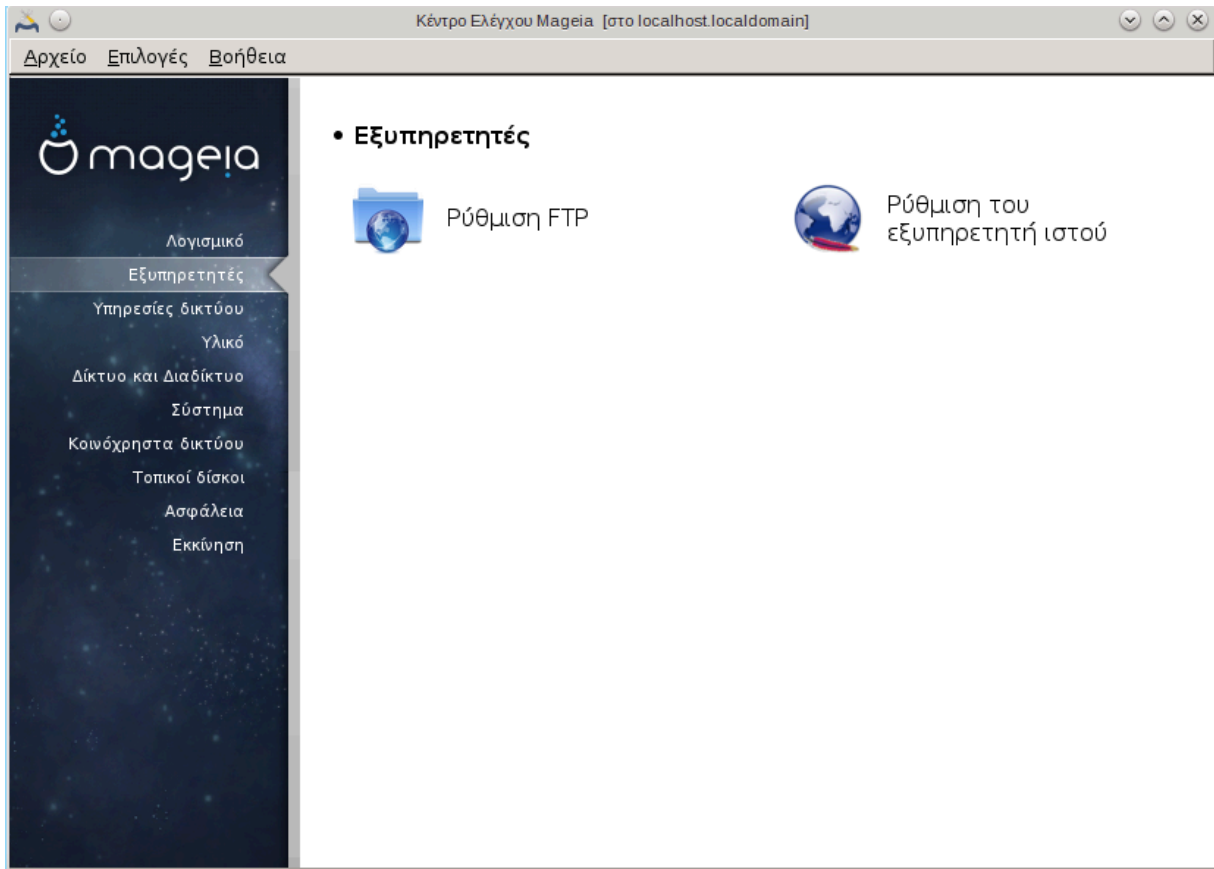 Κέντρο Ελέγχου Mageia [στο localhost.localdomain]
Αρχείο Επιλογές Βοήθεια
mageia
Λογισμικό
Εξυπηρετητές
Υπηρεσίες δικτύου
Υλικό
Δίκτυο και Διαδίκτυο
Σύστημα
Κοινόχρηστα δικτύου
Τοπικοί δίσκοι
Ασφάλεια
Εκκίνηση
• Εξυπηρετητές
Ρύθμιση FTP
Ρύθμιση του
εξυπηρετητή ιστού